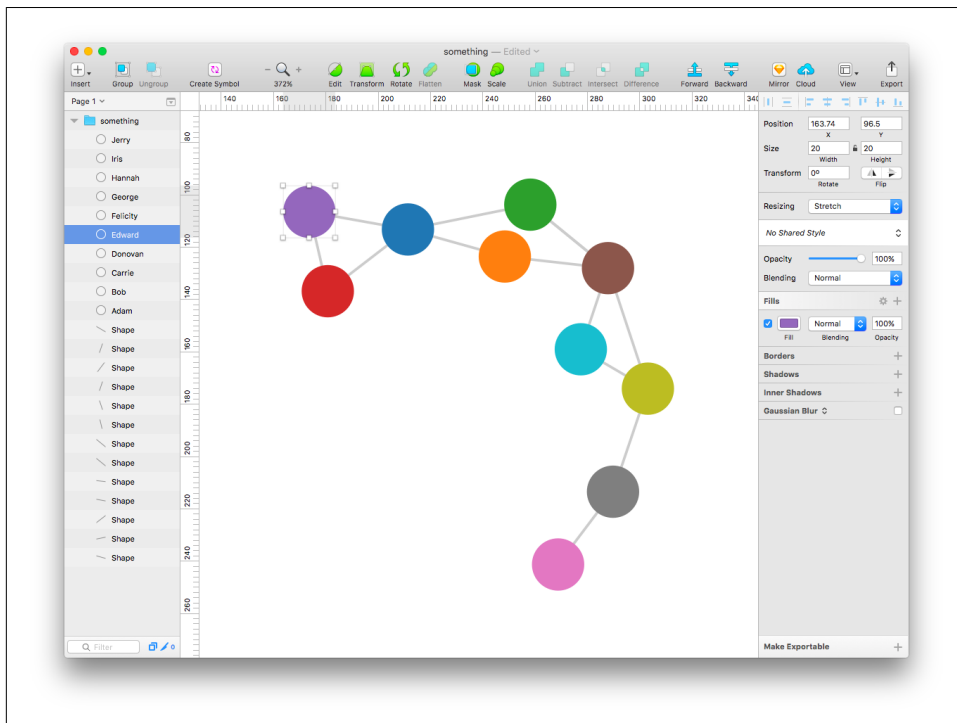 something — Edited
Insert Group Ungroup Create Symbol - 372% + Edit Transform Rotate Flatten Mask Scale Union Subtract Intersect Difference Forward Backward Mirror Cloud View Export
Page 1
140 160 180 200 220 240 260 280 300 320 340
something
Jerry
Iris
Hannah
George
Felicity
Edward
Donovan
Carrie
Bob
Adam
Shape
Shape
Shape
Shape
Shape
Shape
Shape
Shape
Shape
Shape
Shape
Shape
Shape
Filter 0
80
100
120
140
160
180
200
220
240
260
Position 163.74 96.5
X Y
Size 20 20
Width Height
Transform 0º
Rotate Flip
Resizing Stretch
No Shared Style
Opacity 100%
Blending Normal
Fills +
Normal 100%
Fill Blending Opacity
Borders +
Shadows +
Inner Shadows +
Gaussian Blur
Make Exportable +